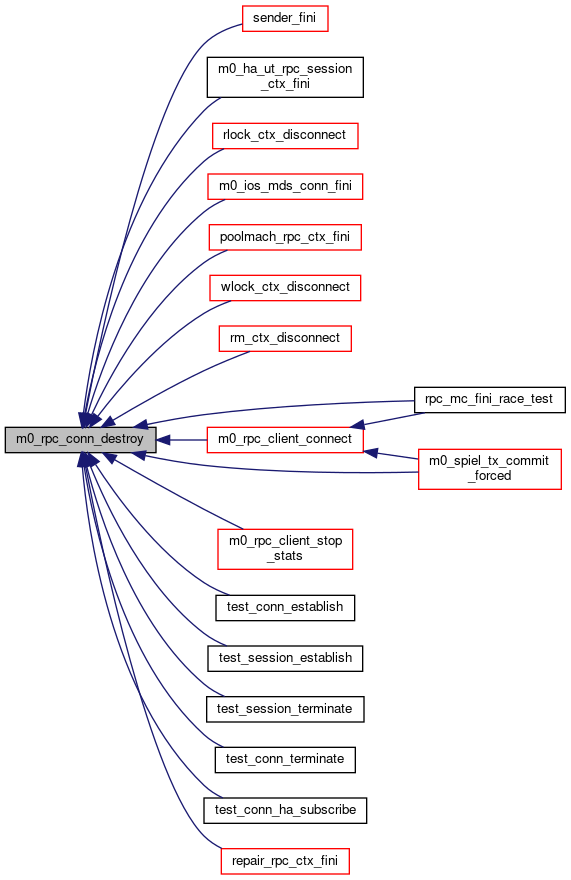 sender_fini
m0_ha_ut_rpc_session
_ctx_fini
rlock_ctx_disconnect
m0_ios_mds_conn_fini
poolmach_rpc_ctx_fini
wlock_ctx_disconnect
rm_ctx_disconnect
rpc_mc_fini_race_test
m0_rpc_conn_destroy
m0_rpc_client_connect
m0_spiel_tx_commit
_forced
m0_rpc_client_stop
_stats
test_conn_establish
test_session_establish
test_session_terminate
test_conn_terminate
test_conn_ha_subscribe
repair_rpc_ctx_fini